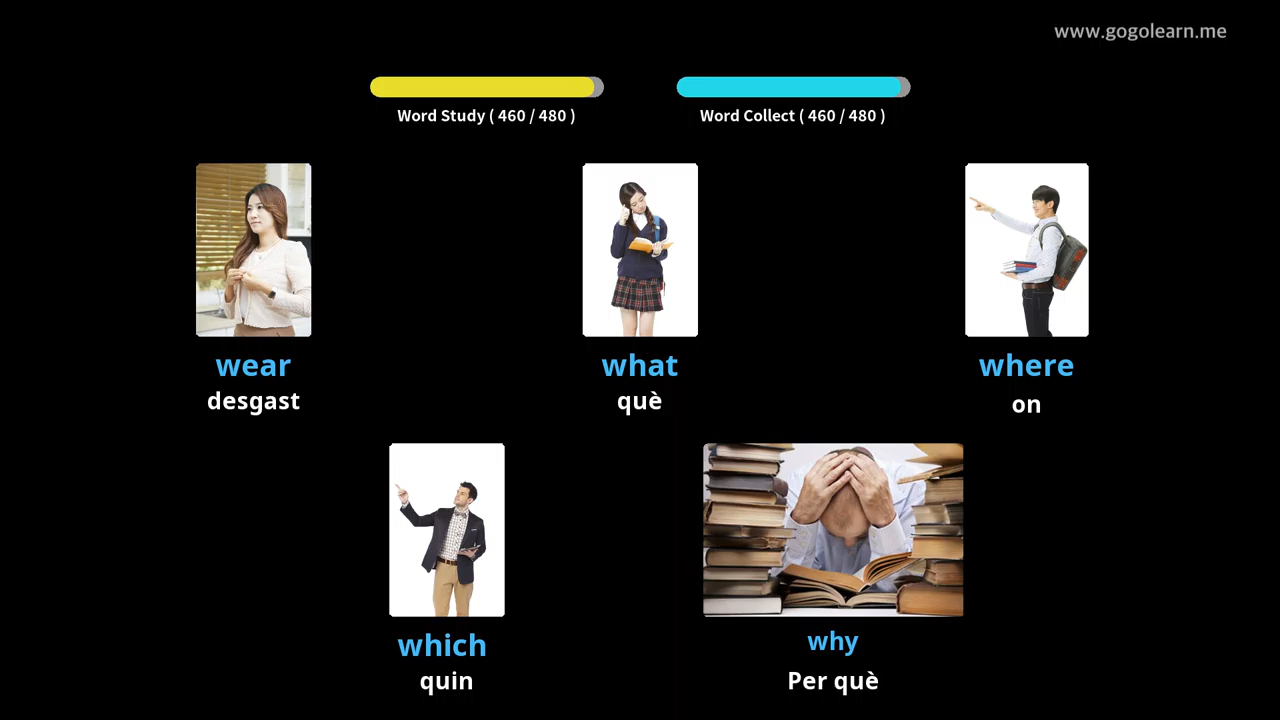 www.gogolearn.me
Word Study ( 460 / 480 )
Word Collect ( 460 / 480 )
wear
desgast
what
què
where
on
which
quin
why
Per què